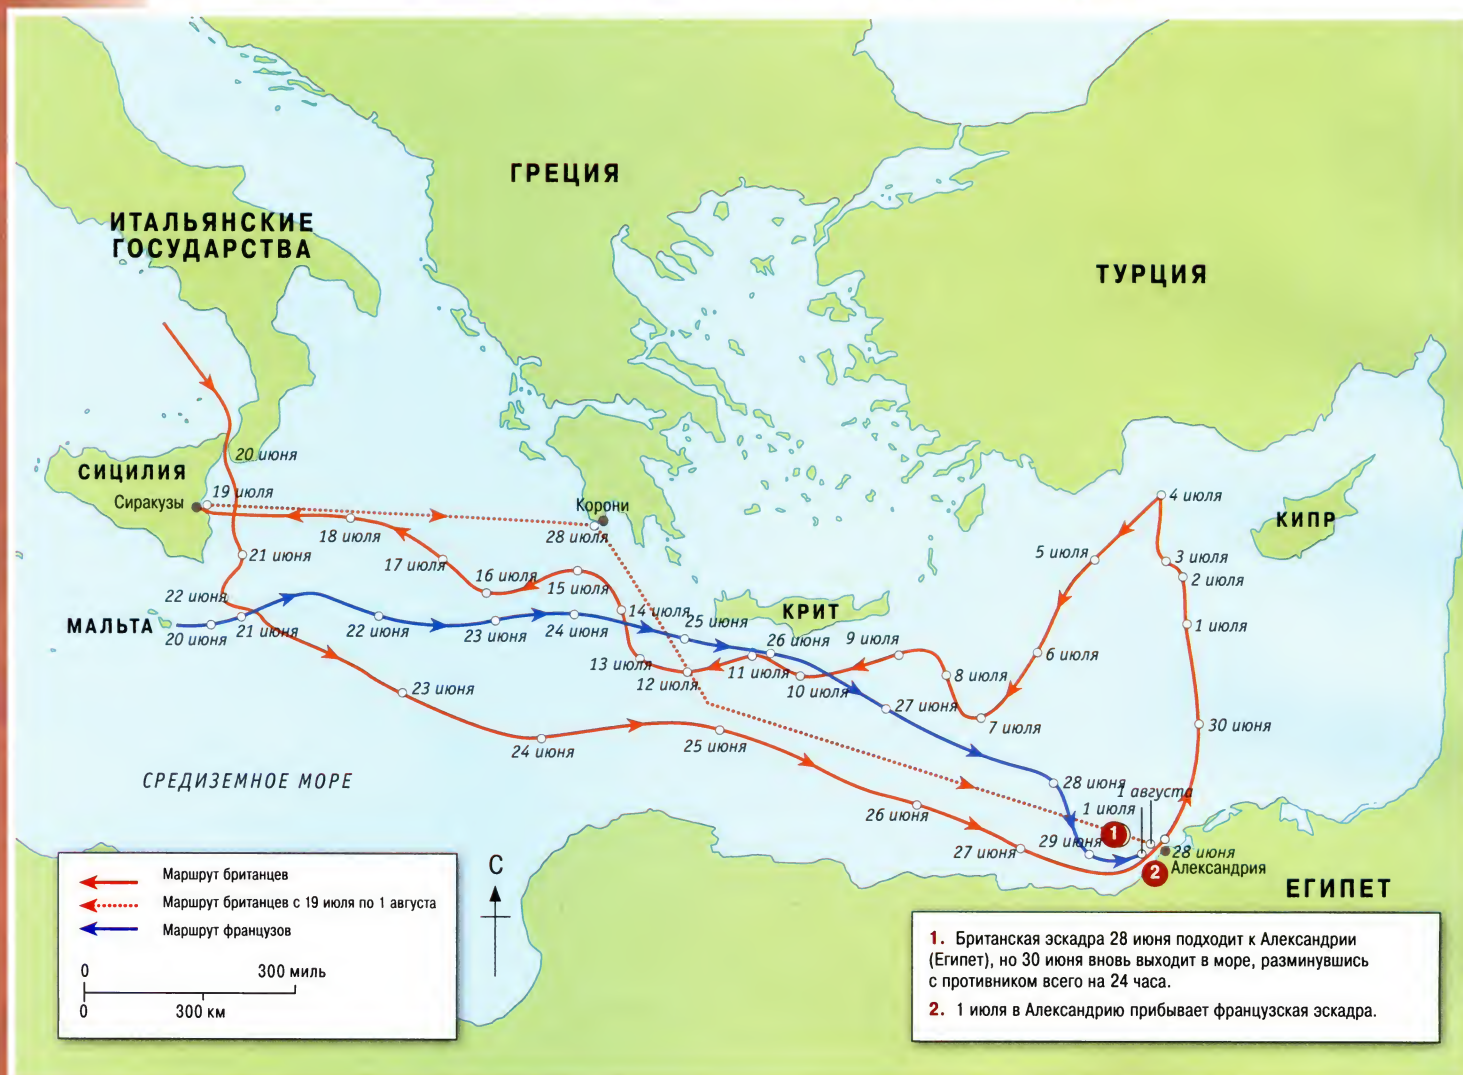 ГРЕЦИЯ
ИТАЛЬЯНСКИЕ
ГОСУДАРСТВА
ТУРЦИЯ
20 июня
СИЦИЛИЯ
19 июля
Сиракузы
Корони
4 июля
КИПР
18 июля
28 июля
21 июня
17 июля
5 июля
3 июля
16 июля
15 июля
2 июля
22 июня
14 июля
КРИТ
МАЛЬТА
20 июня
21 июня
22 июня
23 июня
24 июня
25 июня
26 июня
9 июля
1 июля
6 июля
13 июля
12 июля
11 июля
10 июля
8 июля
23 июня
27 июня
7 июля
30 июня
24 июня
25 июня
СРЕДИЗЕМНОЕ МОРЕ
28 июня
1 августа
1 июля
26 июня
1
27 июня
29 июня
28 июня
2
Александрия
ЕГИПЕТ
С
Маршрут британцев
Маршрут британцев с 19 июля по 1 августа
Маршрут французов
0 300 миль
0 300 км
1. Британская эскадра 28 июня подходит к Александрии
(Египет), но 30 июня вновь выходит в море, разминувшись
с противником всего на 24 часа.
2. 1 июля в Александрию прибывает французская эскадра.